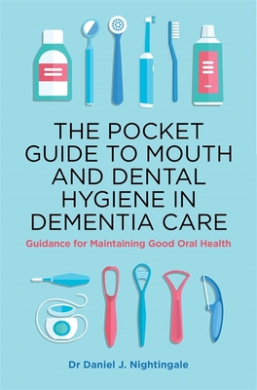 THE POCKET
GUIDE TO MOUTH
AND DENTAL
HYGIENE IN
DEMENTIA CARE
Guidance for Maintaining Good Oral Health
Dr Daniel J. Nightingale